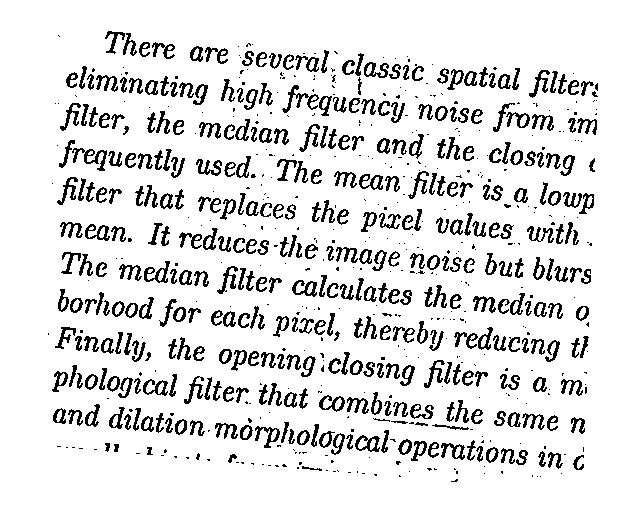 There are several classic spatial filters
eliminating high frequency noise from im
filter, the median filter and the closing
frequently used. The mean filter is a lowp
filter that replaces the pixel values with
mean. It reduces the image noise but blurs
The median filter calculates the median o
borhood for each pixel, thereby reducing th
Finally, the opening closing filter is a m
phological filter that combines the same n
and dilation morphological operations in